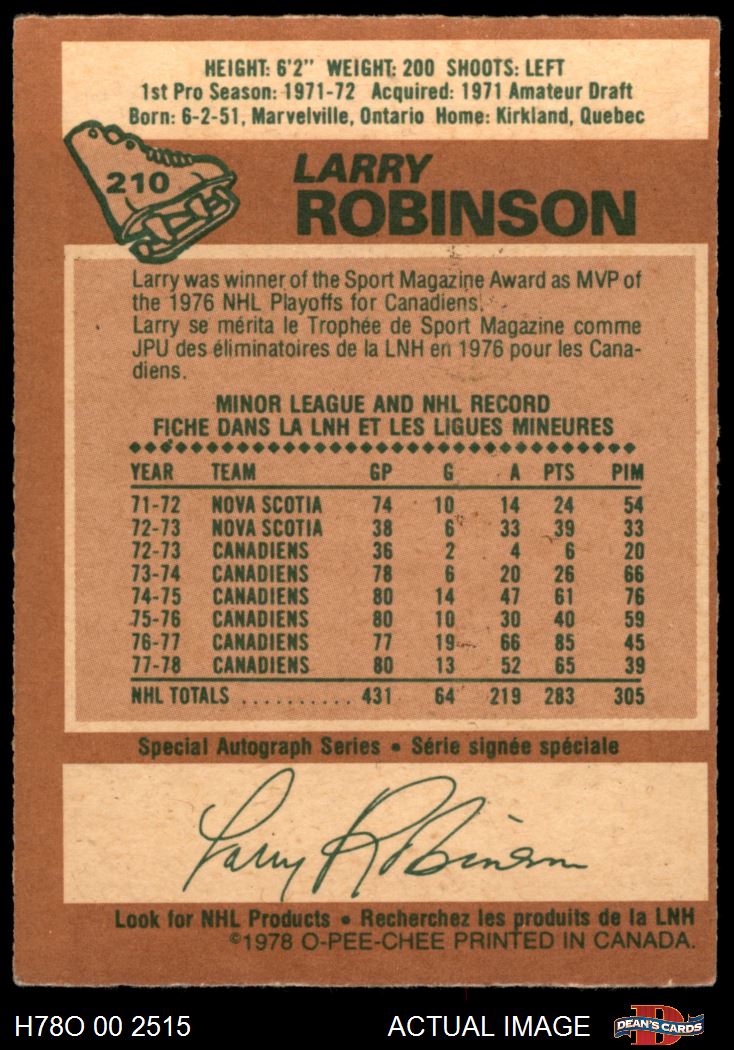 HEIGHT: 6'2" WEIGHT: 200 SHOOTS: LEFT
1st Pro Season: 1971-72 Acquired: 1971 Amateur Draft
Born: 6-2-51, Marvelville, Ontario Home: Kirkland, Quebec
210
LARRY
ROBINSON
Larry was winner of the Sport Magazine Award as MVP of
the 1976 NHL Playoffs for Canadiens.
Larry se mérita le Trophée de Sport Magazine comme
JPU des éliminatoires de la LNH en 1976 pour les Cana-
diens.
MINOR LEAGUE AND NHL RECORD
FICHE DANS LA LNH ET LES LIGUES MINEURES
YEAR TEAM GP G A PTS PIM
71-72 NOVA SCOTIA 74 10 14 24 54
72-73 NOVA SCOTIA 38 6 33 39 33
72-73 CANADIENS 36 2 4 6 20
73-74 CANADIENS 78 6 20 26 66
74-75 CANADIENS 80 14 47 61 76
75-76 CANADIENS 80 10 30 40 59
76-77 CANADIENS 77 19 66 85 45
77-78 CANADIENS 80 13 52 65 39
NHL TOTALS .......... 431 64 219 283 305
Special Autograph Series • Série signée spéciale
Larry Robinson
Look for NHL Products • Recherchez les produits de la LNH
©1978 O-PEE-CHEE PRINTED IN CANADA.
H78O 00 2515 ACTUAL IMAGE D DEAN'S CARDS